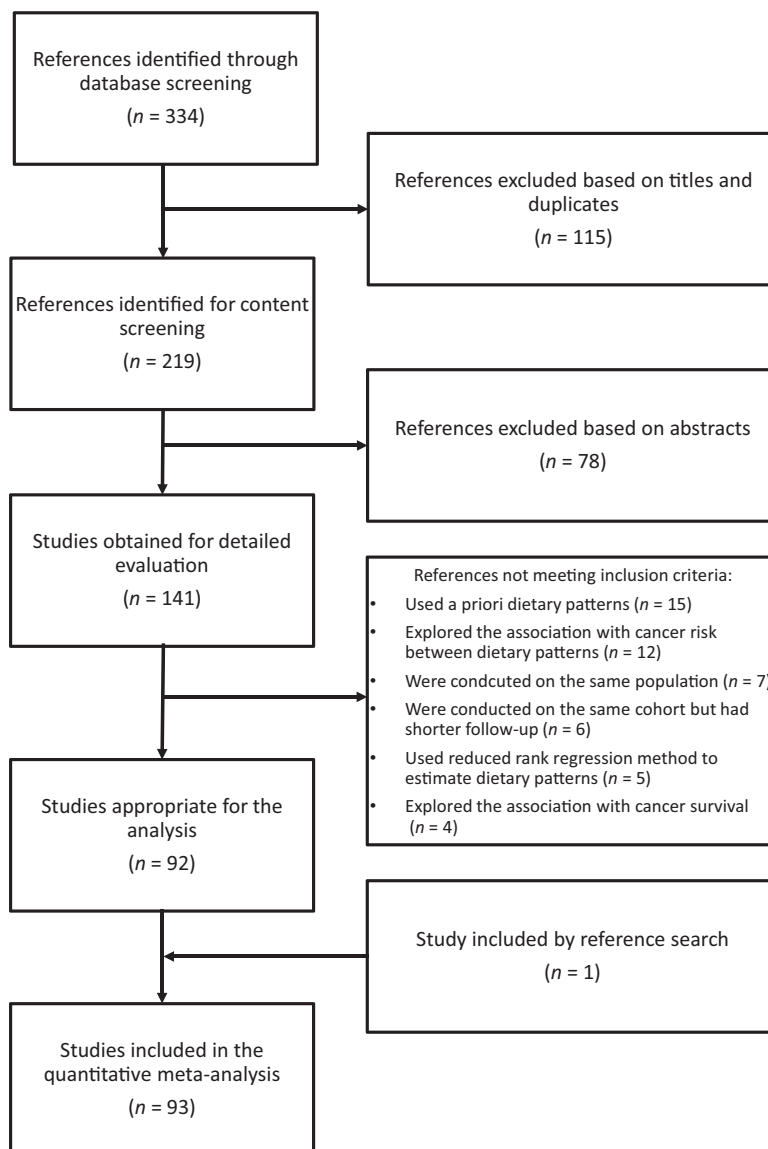 References identified through
database screening
(n = 334)
References excluded based on titles and
duplicates
(n = 115)
References identified for content
screening
(n = 219)
References excluded based on abstracts
(n = 78)
Studies obtained for detailed
evaluation
(n = 141)
References not meeting inclusion criteria:
• Used a priori dietary patterns (n = 15)
• Explored the association with cancer risk
between dietary patterns (n = 12)
• Were condcuted on the same population (n = 7)
• Were conducted on the same cohort but had
shorter follow-up (n = 6)
• Used reduced rank regression method to
estimate dietary patterns (n = 5)
• Explored the association with cancer survival
(n = 4)
Studies appropriate for the
analysis
(n = 92)
Study included by reference search
(n = 1)
Studies included in the
quantitative meta-analysis
(n = 93)